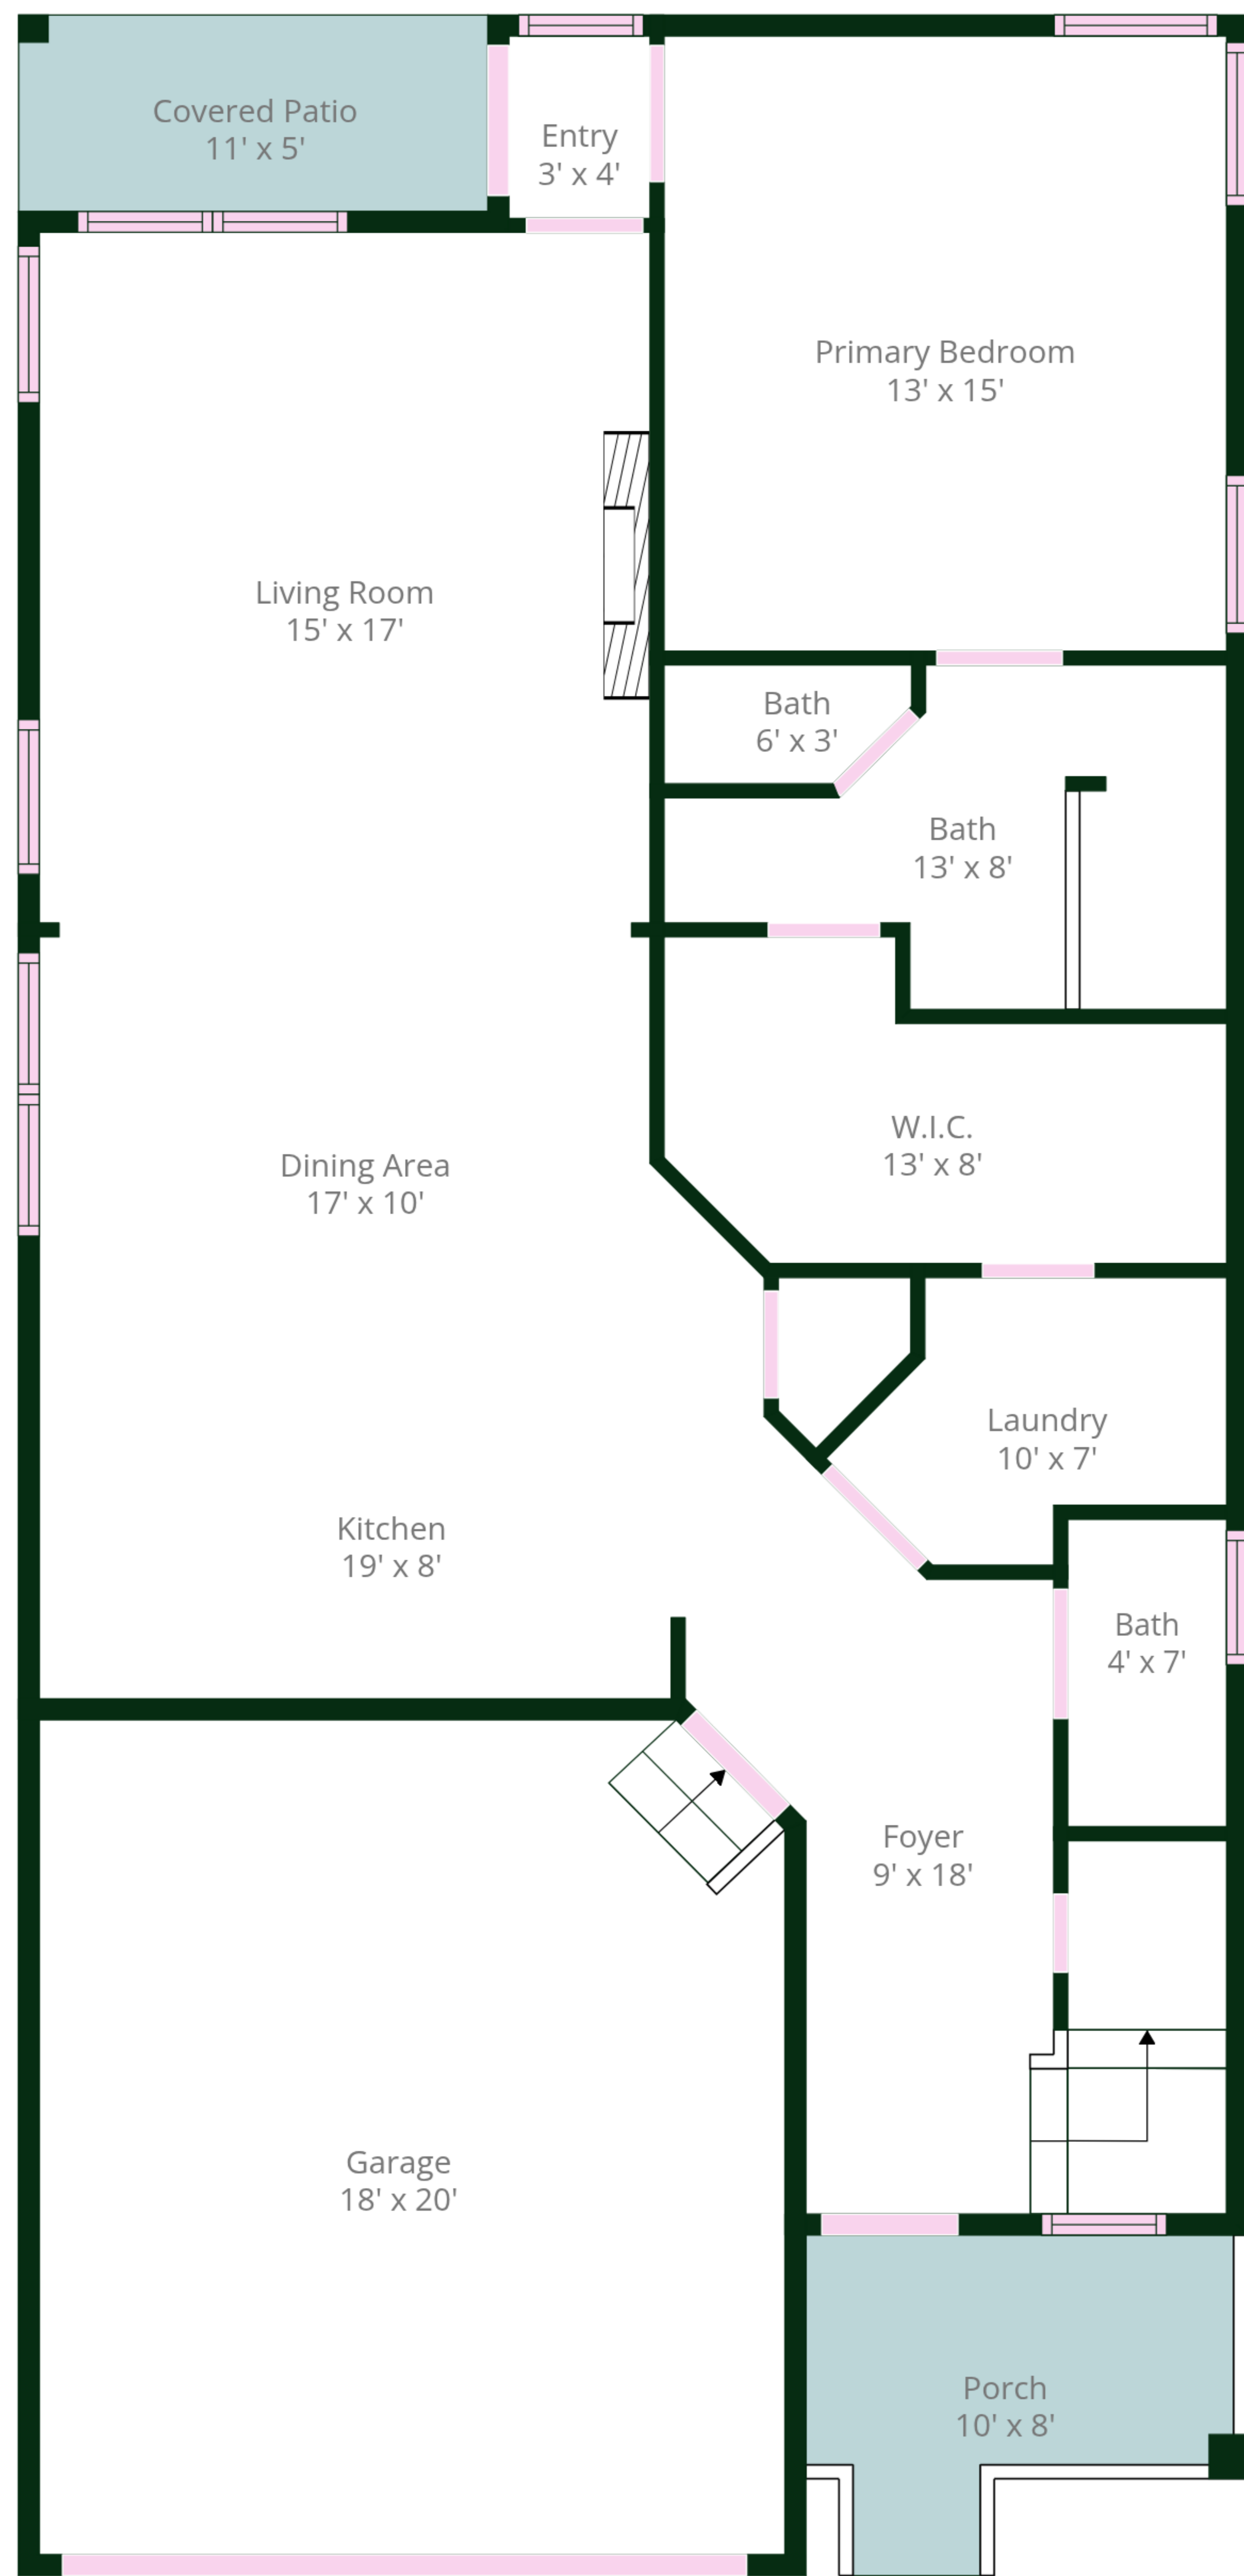 Covered Patio
11' x 5'
Entry
3' x 4'
Primary Bedroom
13' x 15'
Living Room
15' x 17'
Bath
6' x 3'
Bath
13' x 8'
W.I.C.
13' x 8'
Dining Area
17' x 10'
Laundry
10' x 7'
Kitchen
19' x 8'
Bath
4' x 7'
Foyer
9' x 18'
Garage
18' x 20'
Porch
10' x 8'